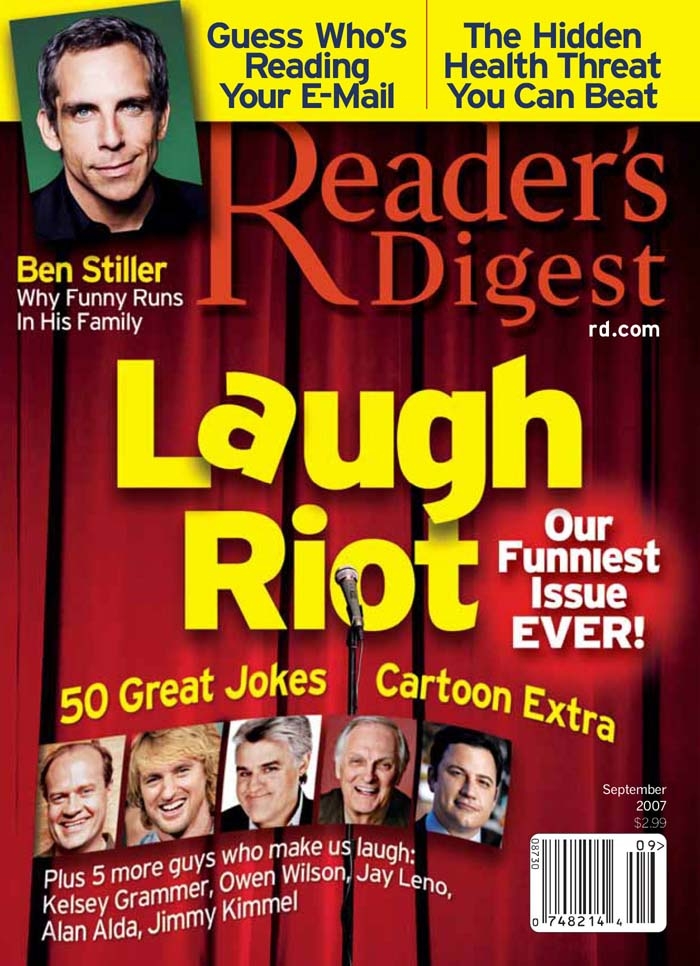 Guess Who's
Reading
Your E-Mail
The Hidden
Health Threat
You Can Beat
Reader's
Digest
rd.com
Ben Stiller
Why Funny Runs
In His Family
Laugh
Riot
Our
Funniest
Issue
EVER!
50 Great Jokes
Cartoon Extra
Plus 5 more guys who make us laugh:
Kelsey Grammer, Owen Wilson, Jay Leno,
Alan Alda, Jimmy Kimmel
September
2007
$2.99
08730
09>
0 748214 4